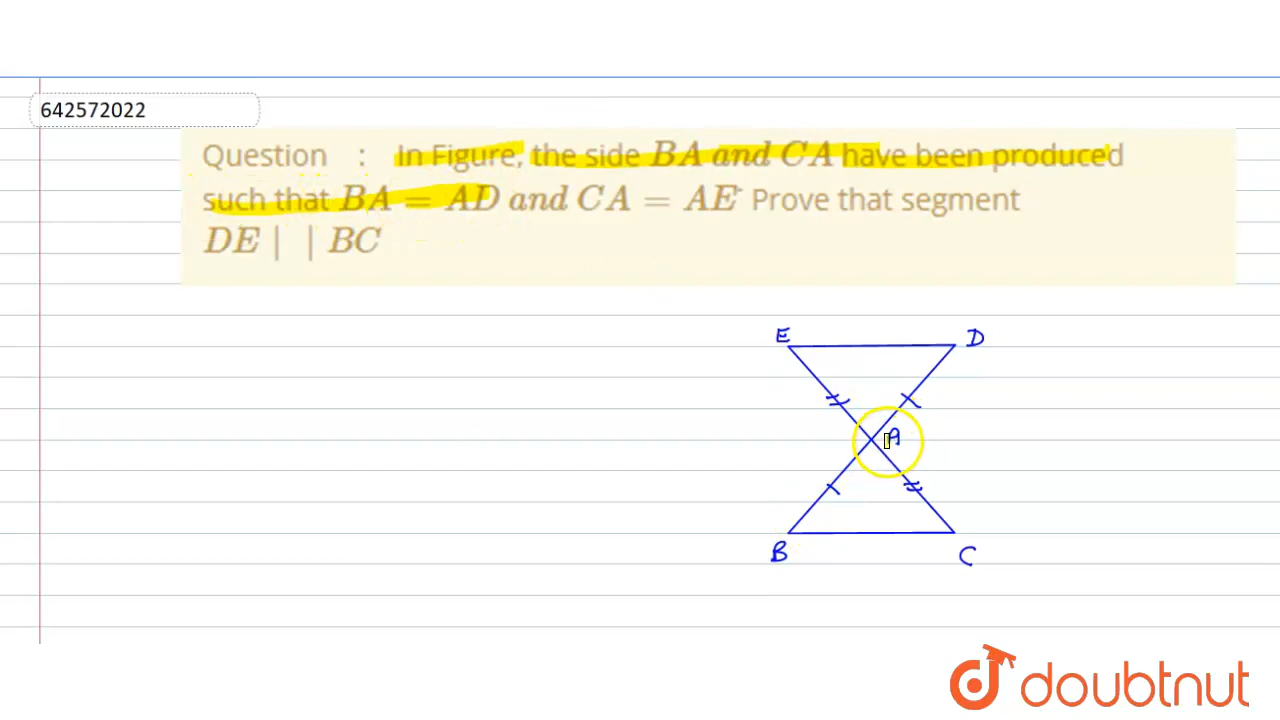 642572022
Question : In Figure, the side BA and CA have been produced
such that BA = AD and CA = AE˙ Prove that segment
DE | | BC
E D
A
B C
doubtnut